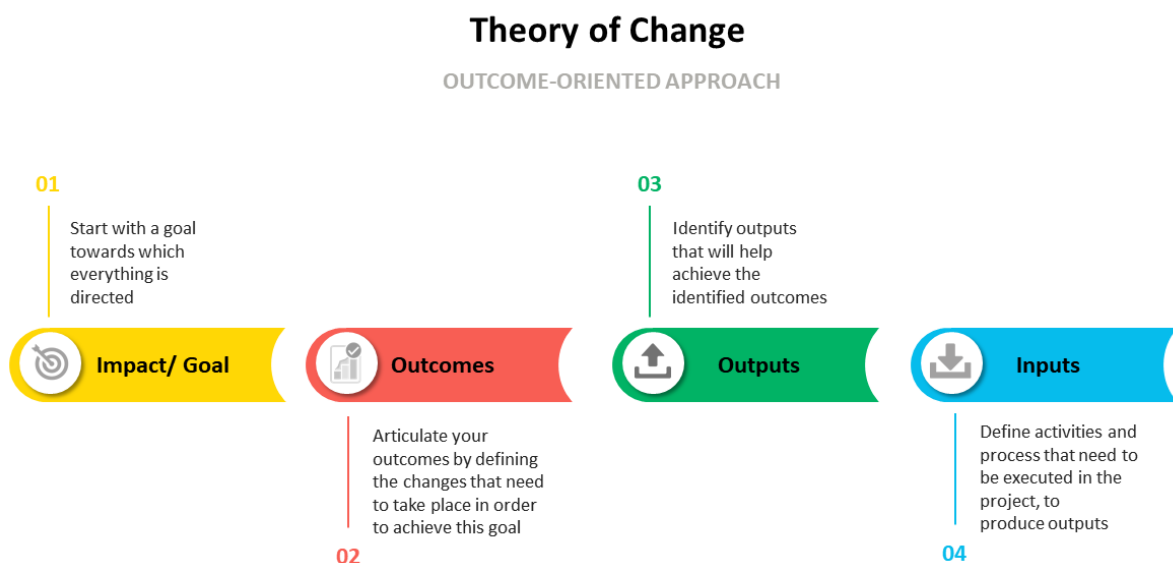 Theory of Change
OUTCOME-ORIENTED APPROACH
01
Start with a goal
towards which
everything is
directed
Impact/ Goal
Outcomes
Articulate your
outcomes by defining
the changes that need
to take place in order
to achieve this goal
02
03
Identify outputs
that will help
achieve the
identified outcomes
Outputs
Inputs
Define activities and
process that need to
be executed in the
project, to
produce outputs
04